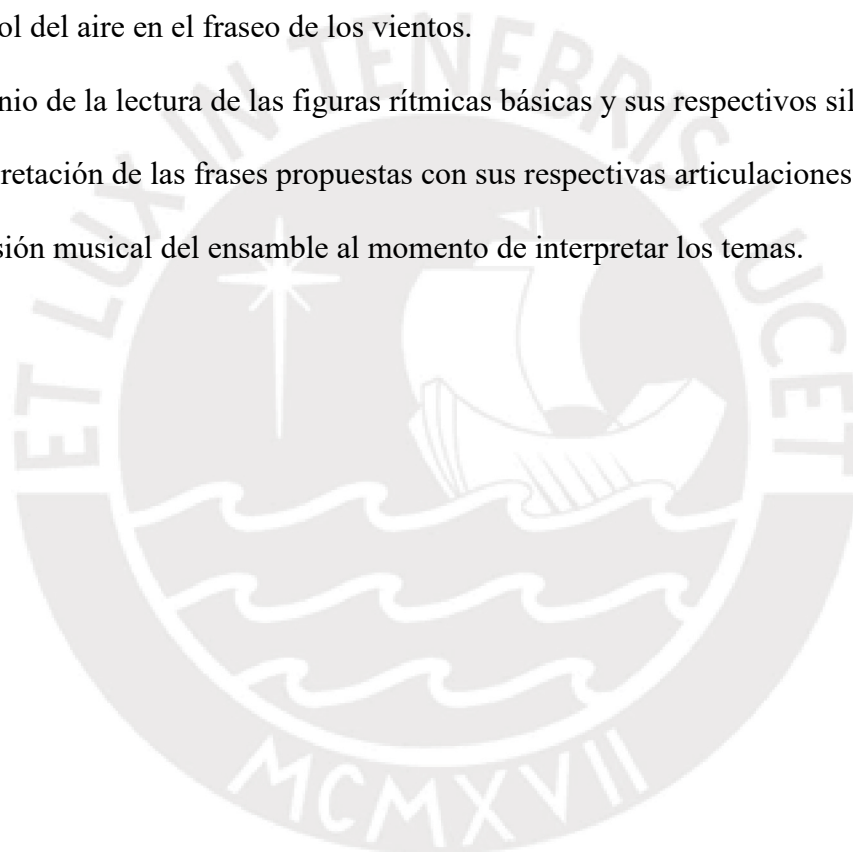 ol del aire en el fraseo de los vientos.
nio de la lectura de las figuras rítmicas básicas y sus respectivos sil
retación de las frases propuestas con sus respectivas articulaciones
sión musical del ensamble al momento de interpretar los temas.
ET LUX IN TENEBRIS LUCET
MCMXVII